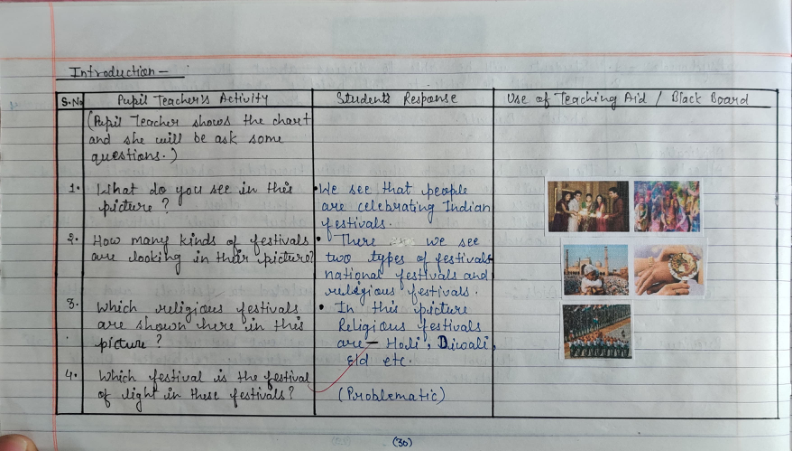 Introduction -
S.No Pupil Teacher's Activity Students Response Use of Teaching Aid / Black Board
(Pupil Teacher shows the chart
and she will be ask some
questions.)
1. What do you see in this
picture ?
• We see that people
are celebrating Indian
festivals.
2. How many kinds of festivals
are looking in their picture?
• There we see
two types of festivals
national festivals and
religious festivals.
3. Which religious festivals
are shown here in this
picture ?
• In this picture
Religious festivals
are - Holi, Diwali,
eid etc.
4. Which festival is the festival
of light in these festivals?
(Problematic)
(30)